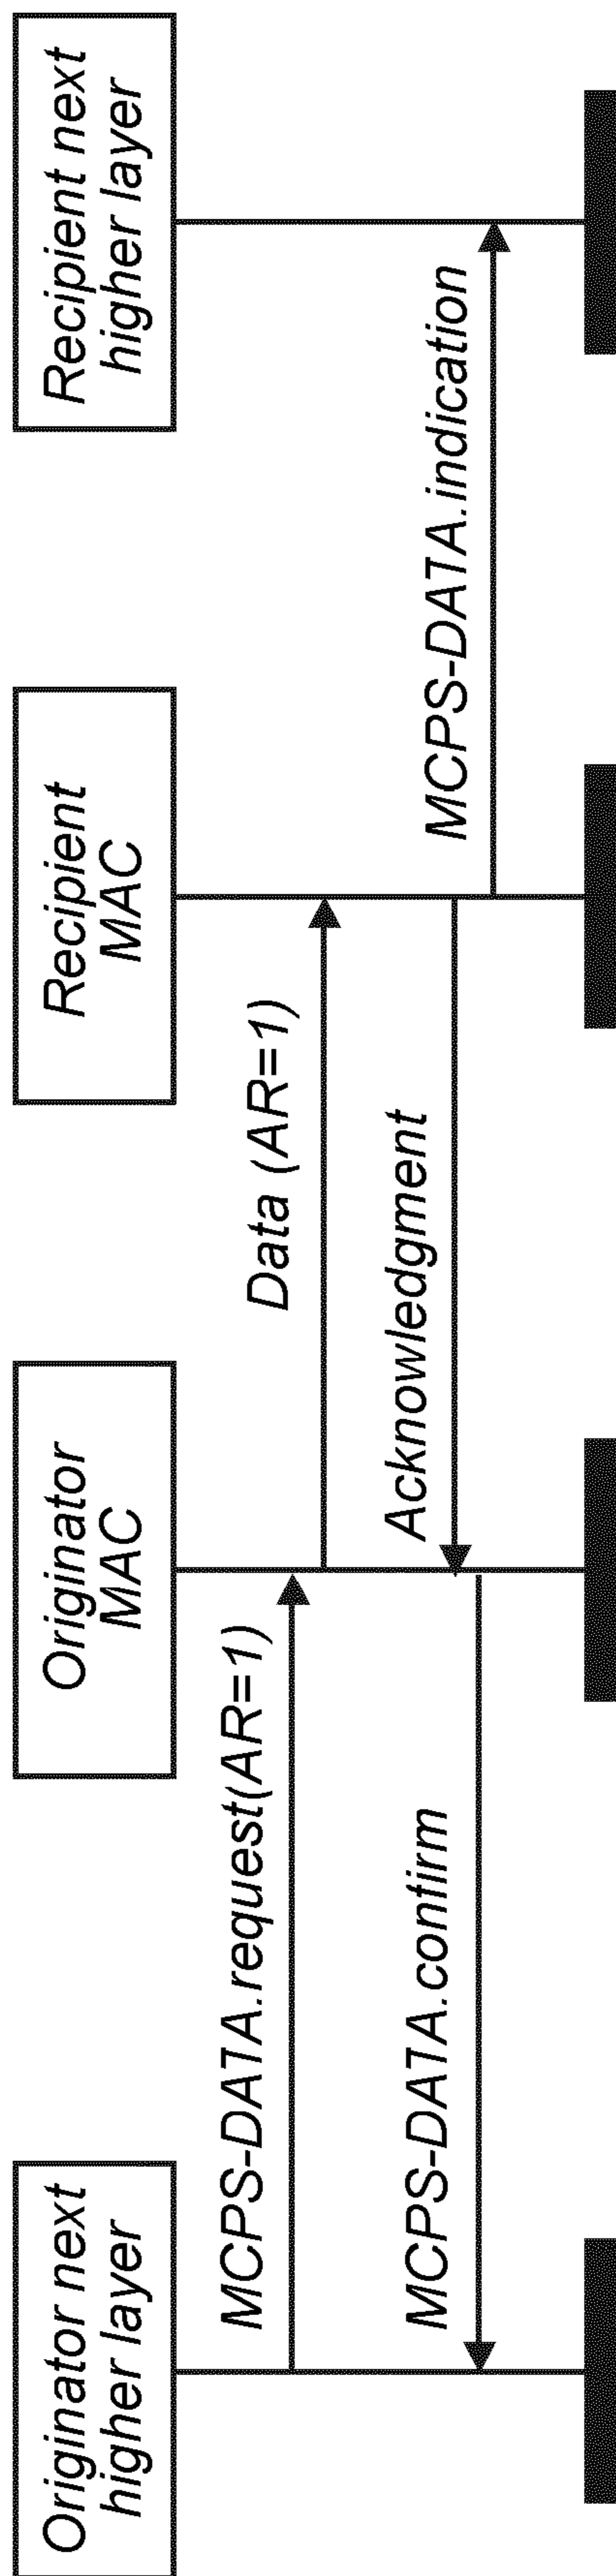 Originator next
higher layer
Originator
MAC
Recipient
MAC
Recipient next
higher layer
MCPS-DATA.request(AR=1)
Data (AR=1)
Acknowledgment
MCPS-DATA.confirm
MCPS-DATA.indication